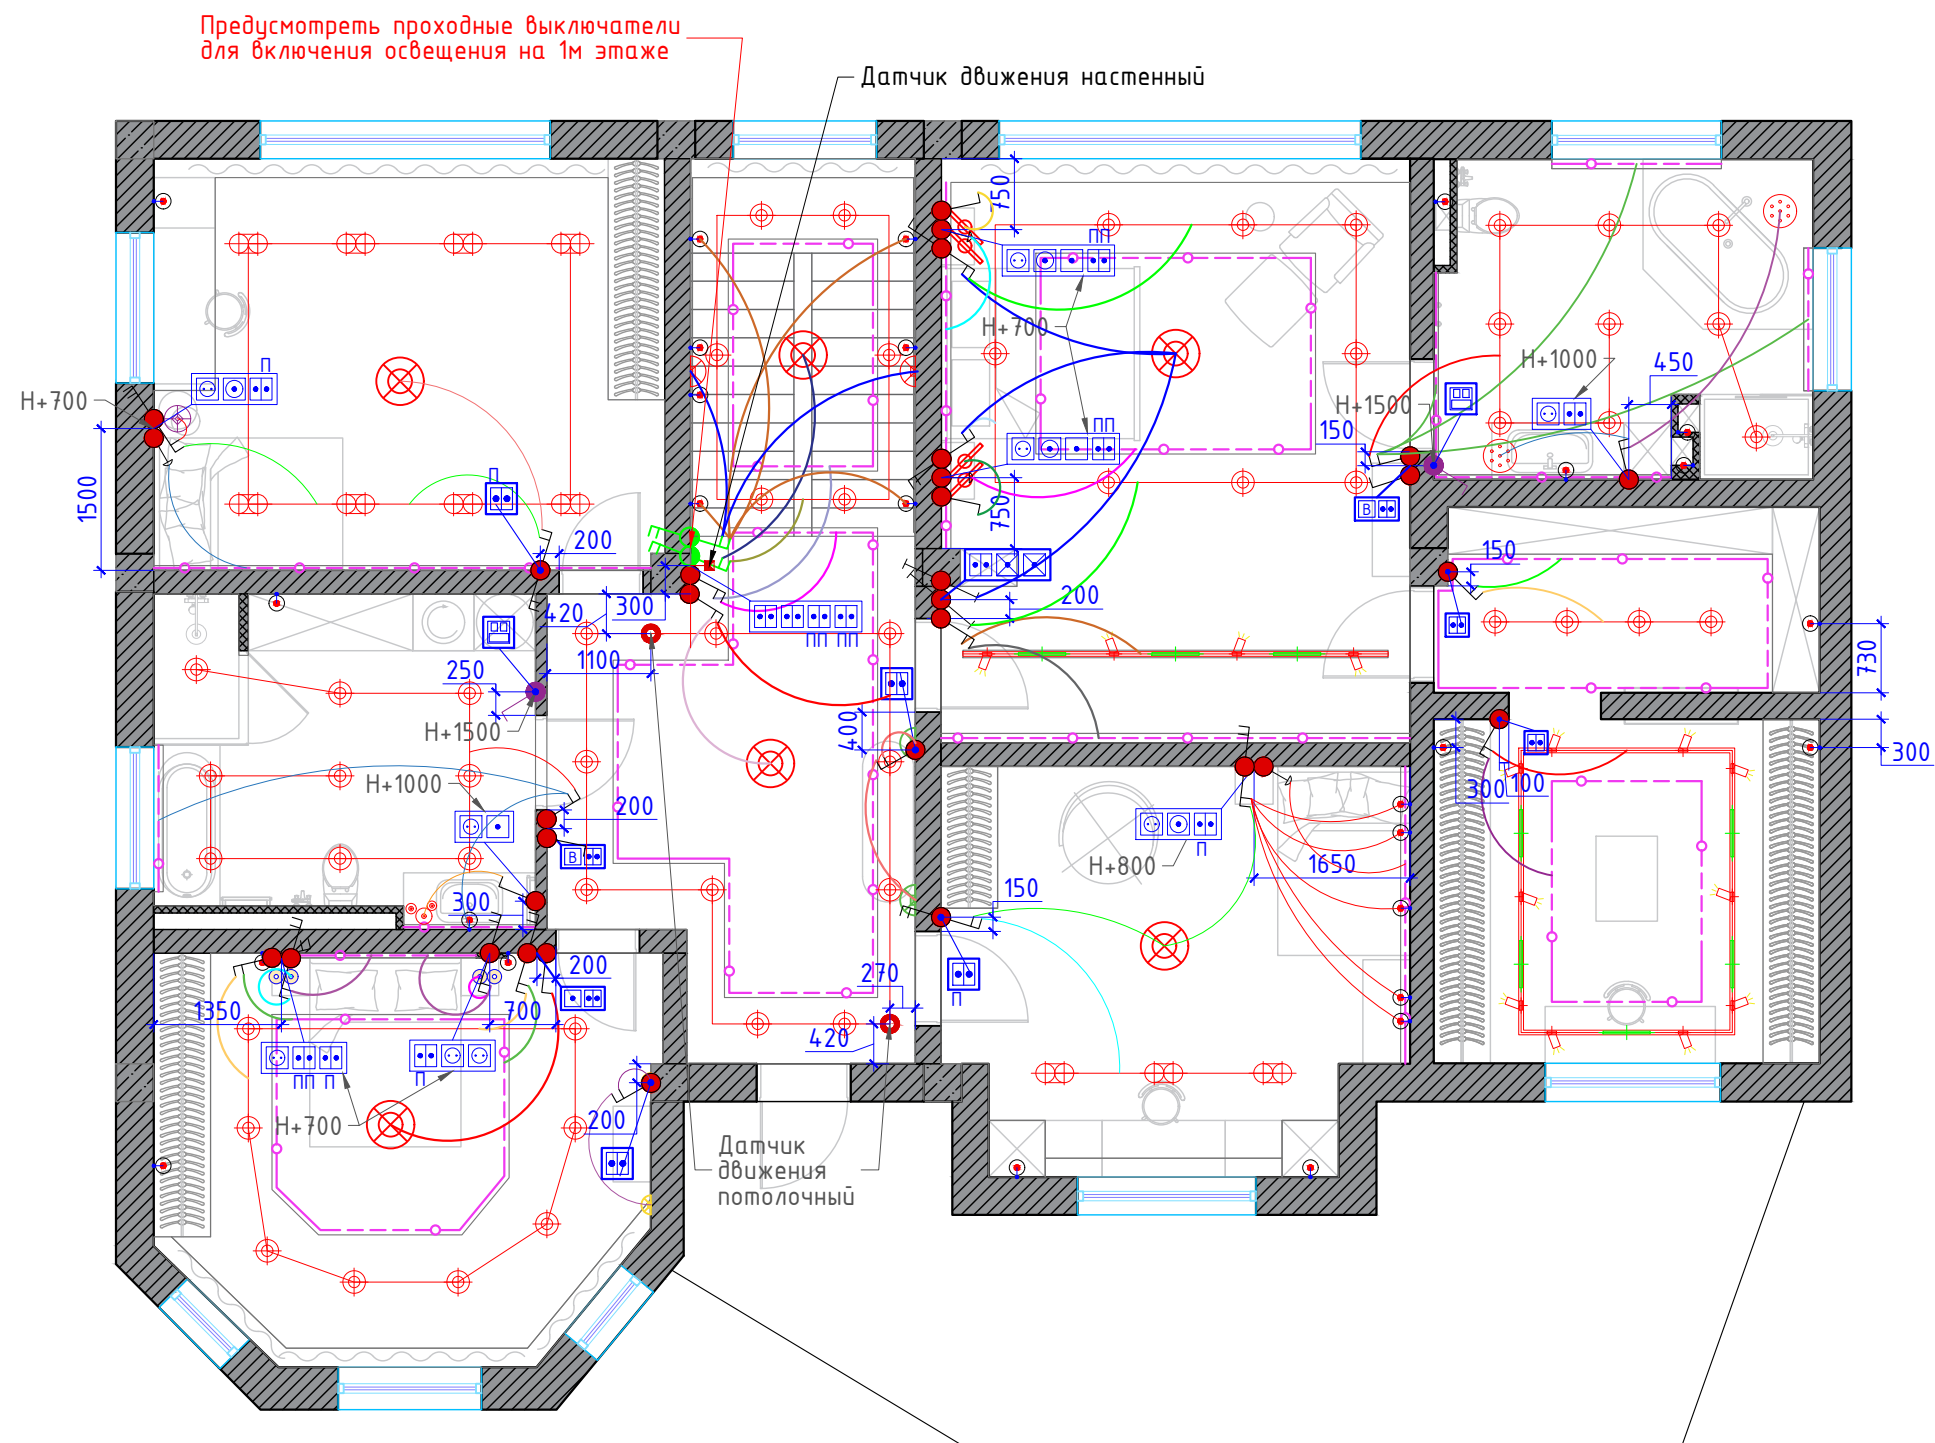 Предусмотреть проходные выключатели
для включения освещения на 1м этаже
Датчик движения настенный
750
ПП
H+700
H+1000
450
П
H+700
H+1500
150
ПП
1500
П
750
В
200
150
420
300
ПП ПП
200
1100
250
730
H+1500
400
300
H+1000
200
300
100
В
П
H+800
1650
300
150
200
270
П
1350
700
420
ПП П
П
H+700
200
Датчик
движения
потолочный